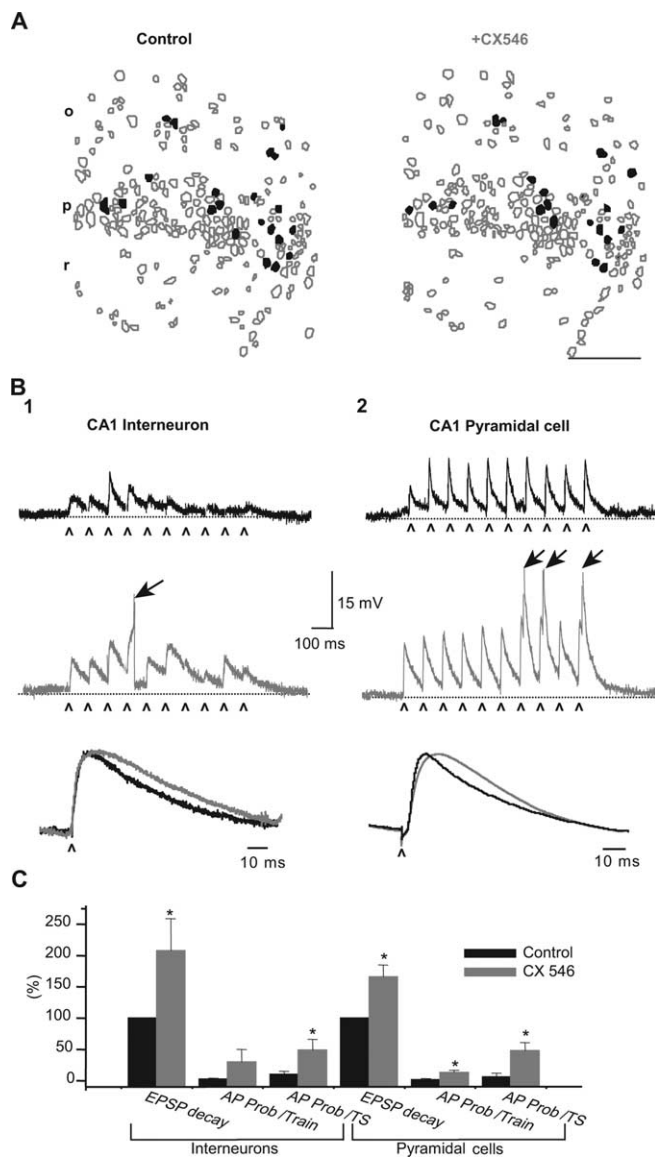 A
Control
+CX546
o
p
r
B
1
2
CA1 Interneuron
CA1 Pyramidal cell
^ ^ ^ ^ ^ ^ ^ ^ ^ ^
^ ^ ^ ^ ^ ^ ^ ^ ^ ^
15 mV
100 ms
^ ^ ^ ^ ^ ^ ^ ^ ^ ^
^ ^ ^ ^ ^ ^ ^ ^ ^ ^
^
10 ms
^
10 ms
C
(%)
250
200
150
100
50
0
*
*
*
*
*
Control
CX 546
EPSP decay
AP Prob /Train
AP Prob /TS
EPSP decay
AP Prob /Train
AP Prob /TS
Interneurons
Pyramidal cells